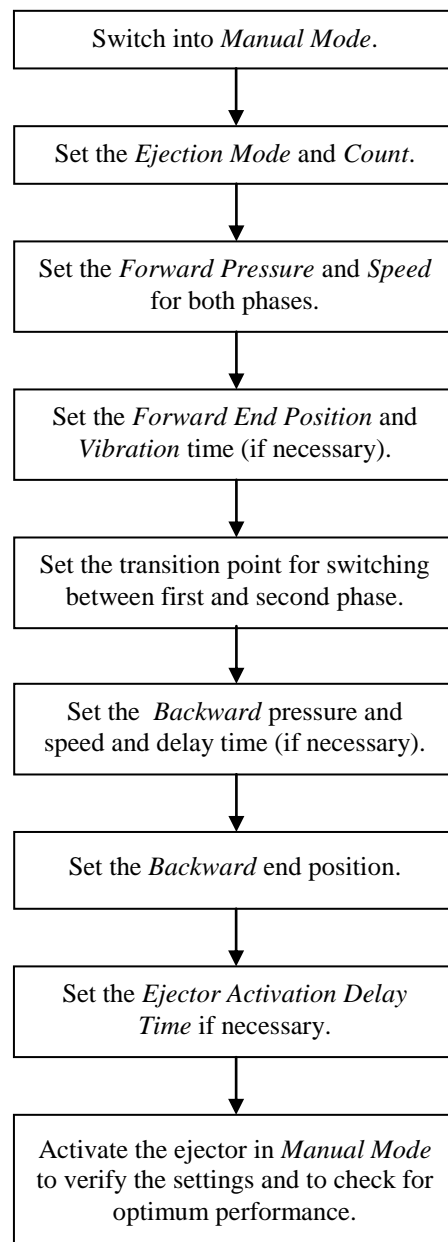 Switch into Manual Mode.
Set the Ejection Mode and Count.
Set the Forward Pressure and Speed
for both phases.
Set the Forward End Position and
Vibration time (if necessary).
Set the transition point for switching
between first and second phase.
Set the Backward pressure and
speed and delay time (if necessary).
Set the Backward end position.
Set the Ejector Activation Delay
Time if necessary.
Activate the ejector in Manual Mode
to verify the settings and to check for
optimum performance.